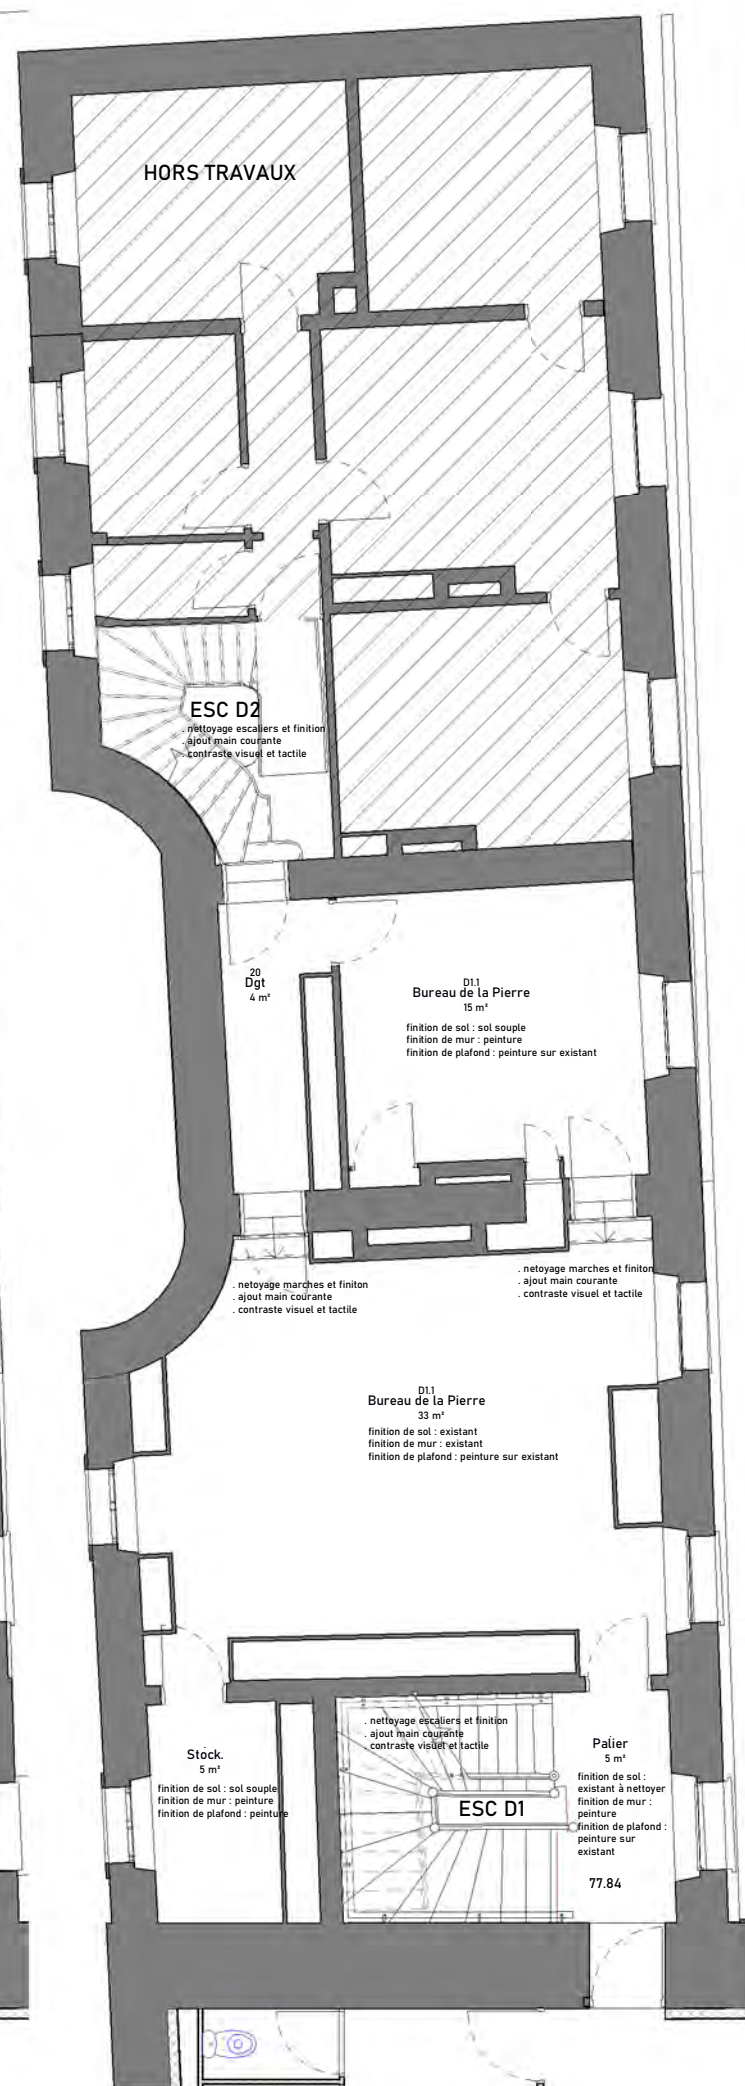 HORS TRAVAUX
ESC D2
. nettoyage escaliers et finition
. ajout main courante
. contraste visuel et tactile
20
Dgt
4 m²
D1.1
Bureau de la Pierre
15 m²
finition de sol : sol souple
finition de mur : peinture
finition de plafond : peinture sur existant
. netoyage marches et finiton
. ajout main courante
. contraste visuel et tactile
. netoyage marches et finiton
. ajout main courante
. contraste visuel et tactile
D1.1
Bureau de la Pierre
33 m²
finition de sol : existant
finition de mur : existant
finition de plafond : peinture sur existant
. nettoyage escaliers et finition
. ajout main courante
. contraste visuel et tactile
ESC D1
Stock.
5 m²
finition de sol : sol souple
finition de mur : peinture
finition de plafond : peinture
Palier
5 m²
finition de sol :
existant à nettoyer
finition de mur :
peinture
finition de plafond :
peinture sur
existant
77.84